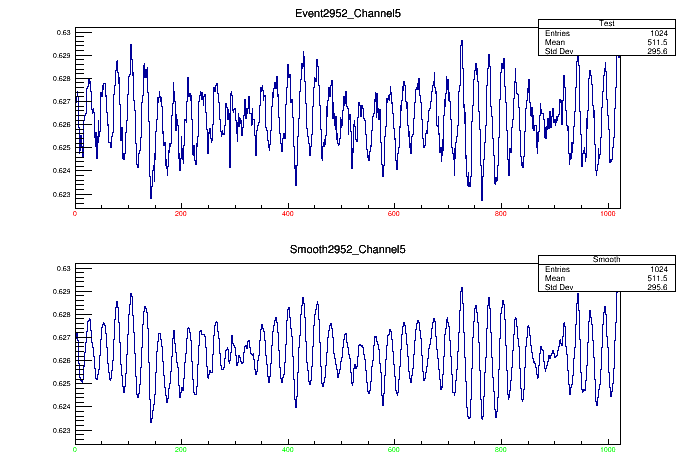 Event2952_Channel5
Test
Entries 1024
Mean 511.5
Std Dev 295.6
0.63
0.629
0.628
0.627
0.626
0.625
0.624
0.623
0 200 400 600 800 1000
Smooth2952_Channel5
Smooth
Entries 1024
Mean 511.5
Std Dev 295.6
0.63
0.629
0.628
0.627
0.626
0.625
0.624
0.623
0 200 400 600 800 1000